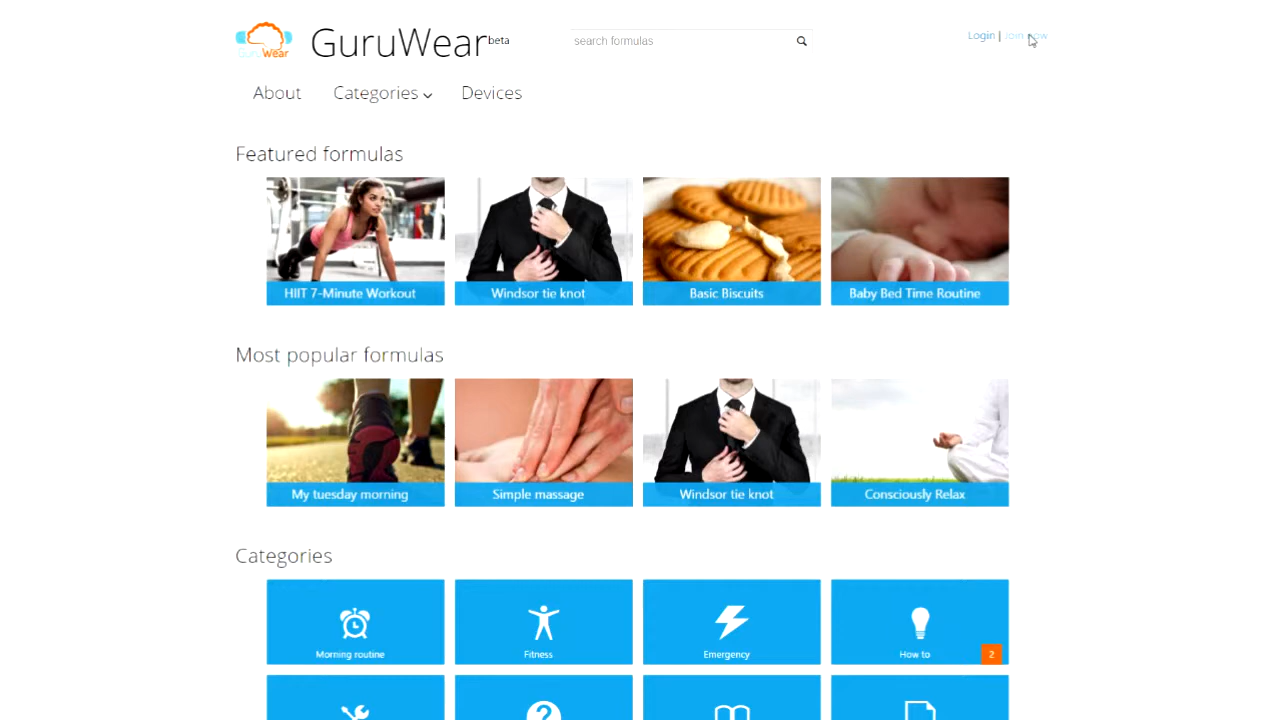 GuruWear
GuruWear beta
search formulas
Login | Join now
About
Categories
Devices
Featured formulas
HIIT 7-Minute Workout
Windsor tie knot
Basic Biscuits
Baby Bed Time Routine
Most popular formulas
My tuesday morning
Simple massage
Windsor tie knot
Consciously Relax
Categories
Morning routine
Fitness
Emergency
How to
2